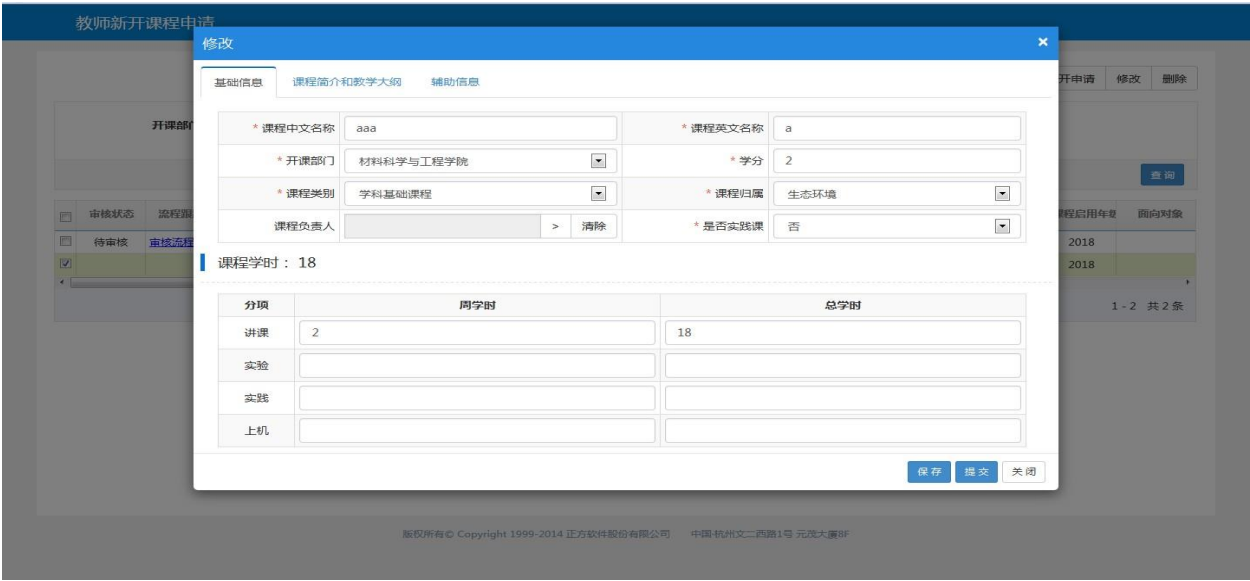 教师新开课程申请
修改 ×
开申请 修改 删除
基础信息 课程简介和教学大纲 辅助信息
开课部门
* 课程中文名称 aaa * 课程英文名称 a
* 开课部门 材料科学与工程学院 * 学分 2
查 询
* 课程类别 学科基础课程 * 课程归属 生态环境
课程负责人 > 清除 * 是否实践课 否
审核状态 流程跟 课程启用年 面向对象
待审核 审核流程 2018
2018
课程学时： 18
1 - 2 共 2 条
分项 周学时 总学时
讲课 2 18
实验
实践
上机
保 存 提 交 关 闭
版权所有© Copyright 1999-2014 正方软件股份有限公司 中国·杭州文二西路1号 元茂大厦8F